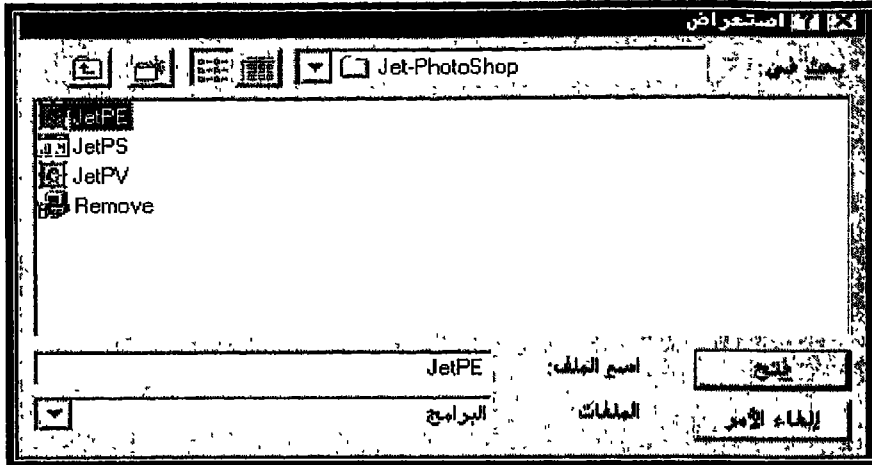 استعراض
بحث في: Jet-PhotoShop
JetPE
JetPS
JetPV
Remove
فتح اسم الملف: JetPE
إلغاء الأمر الملفات: البرامج